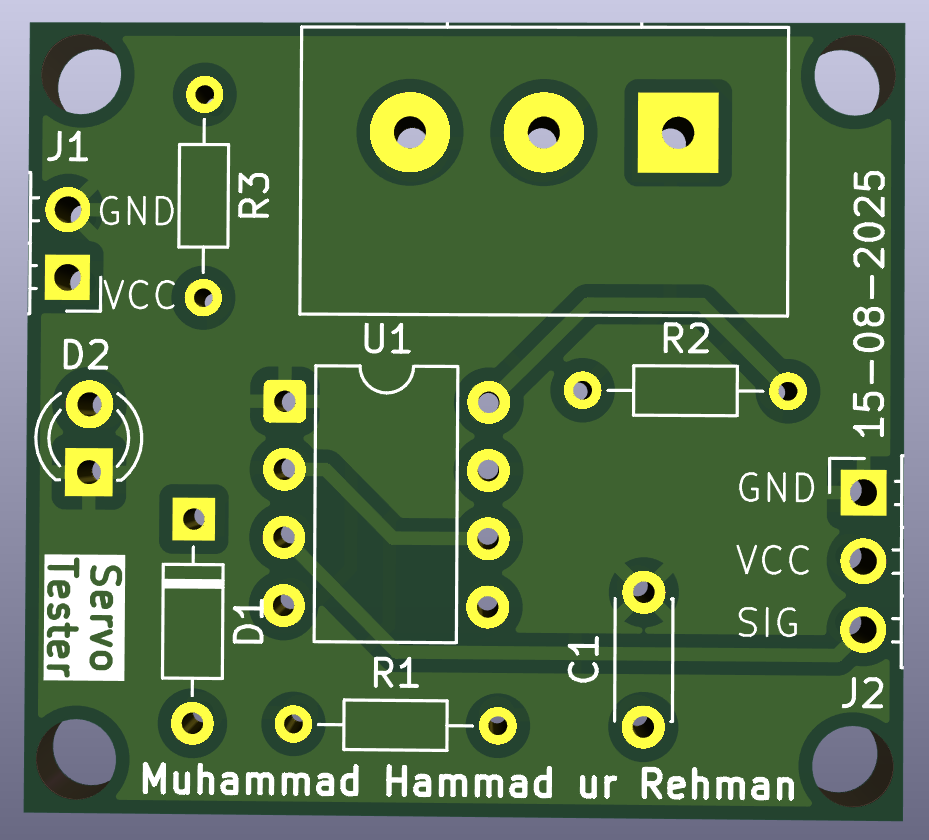 J1
GND
VCC
R3
D2
U1
R2
15-08-2025
GND
VCC
SIG
J2
Servo
Tester
D1
R1
C1
Muhammad Hammad ur Rehman